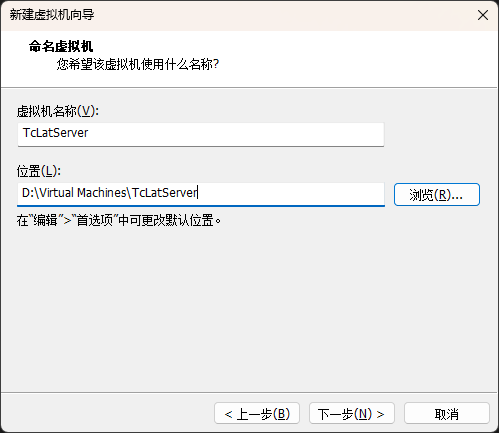 新建虚拟机向导
命名虚拟机
您希望该虚拟机使用什么名称?
虚拟机名称(V):
TcLatServer
位置(L):
D:\Virtual Machines\TcLatServer
浏览(R)...
在“编辑”>“首选项”中可更改默认位置。
< 上一步(B) 下一步(N) > 取消